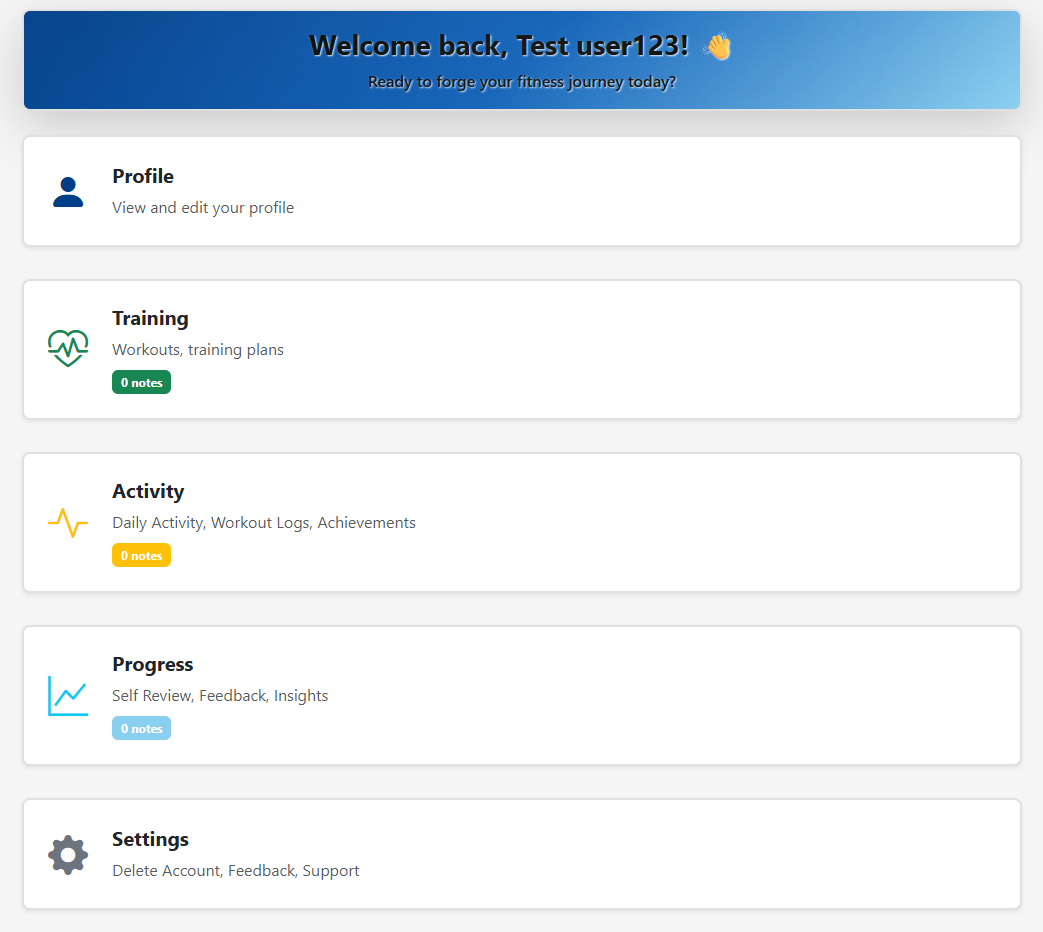 Welcome back, Test user123! 👋
Ready to forge your fitness journey today?
Profile
View and edit your profile
Training
Workouts, training plans
0 notes
Activity
Daily Activity, Workout Logs, Achievements
0 notes
Progress
Self Review, Feedback, Insights
0 notes
Settings
Delete Account, Feedback, Support